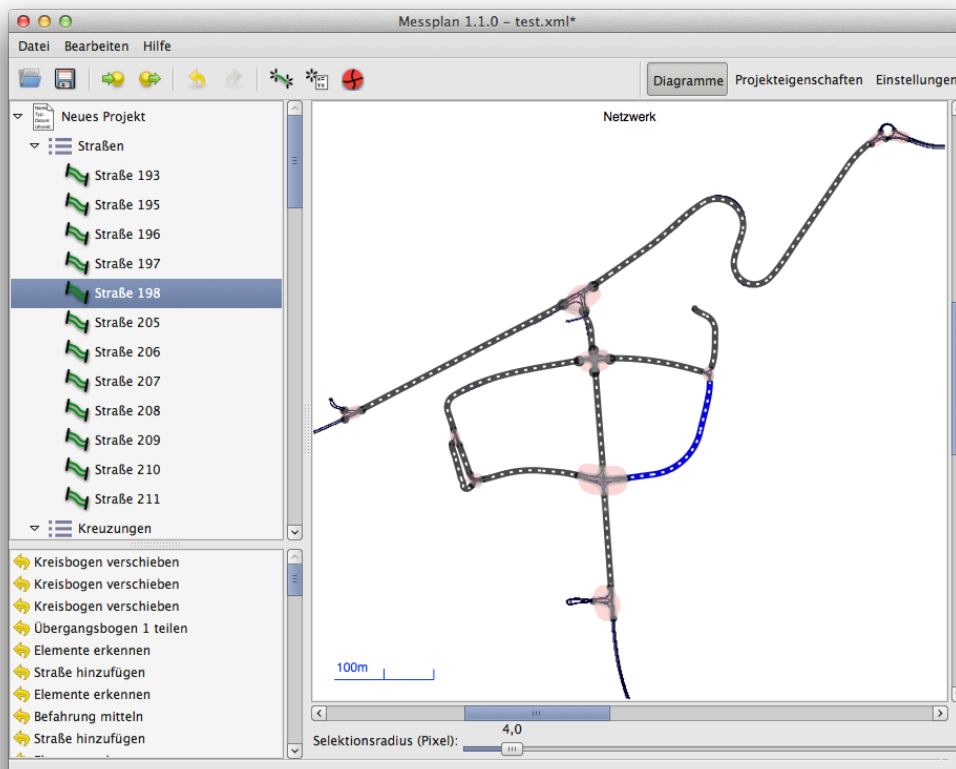 Messplan 1.1.0 – test.xml*
Datei Bearbeiten Hilfe
Diagramme Projekteigenschaften Einstellungen
Neues Projekt
Straßen
Straße 193
Straße 195
Straße 196
Straße 197
Straße 198
Straße 205
Straße 206
Straße 207
Straße 208
Straße 209
Straße 210
Straße 211
Kreuzungen
Kreisbogen verschieben
Kreisbogen verschieben
Kreisbogen verschieben
Übergangsbogen 1 teilen
Elemente erkennen
Straße hinzufügen
Elemente erkennen
Befahrung mitteln
Straße hinzufügen
Netzwerk
100m
4,0
Selektionsradius (Pixel):